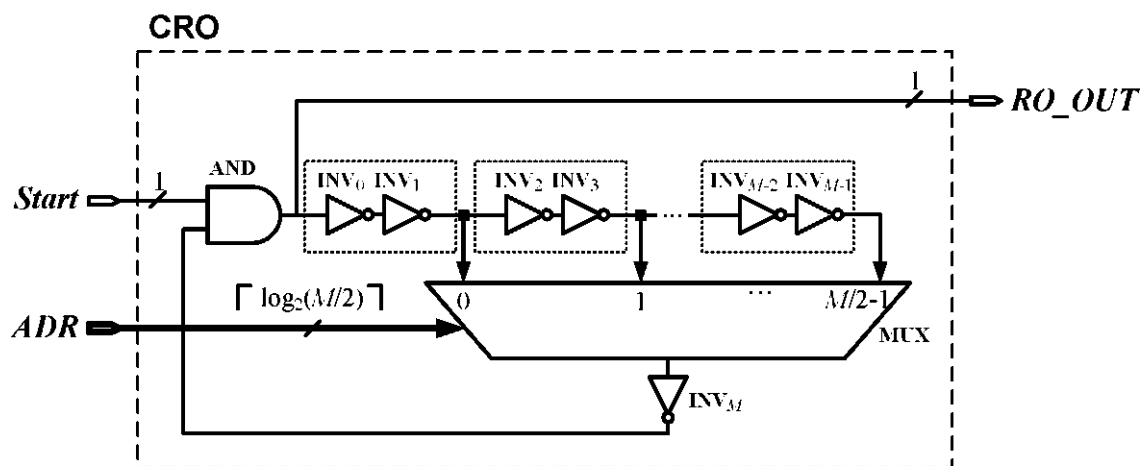 CRO
1
RO_OUT
AND
Start
1
INV0 INV1
INV2 INV3
...
INVM-2 INVM-1
⌈ log2(M/2) ⌉
0
1
...
M/2-1
ADR
MUX
INVM